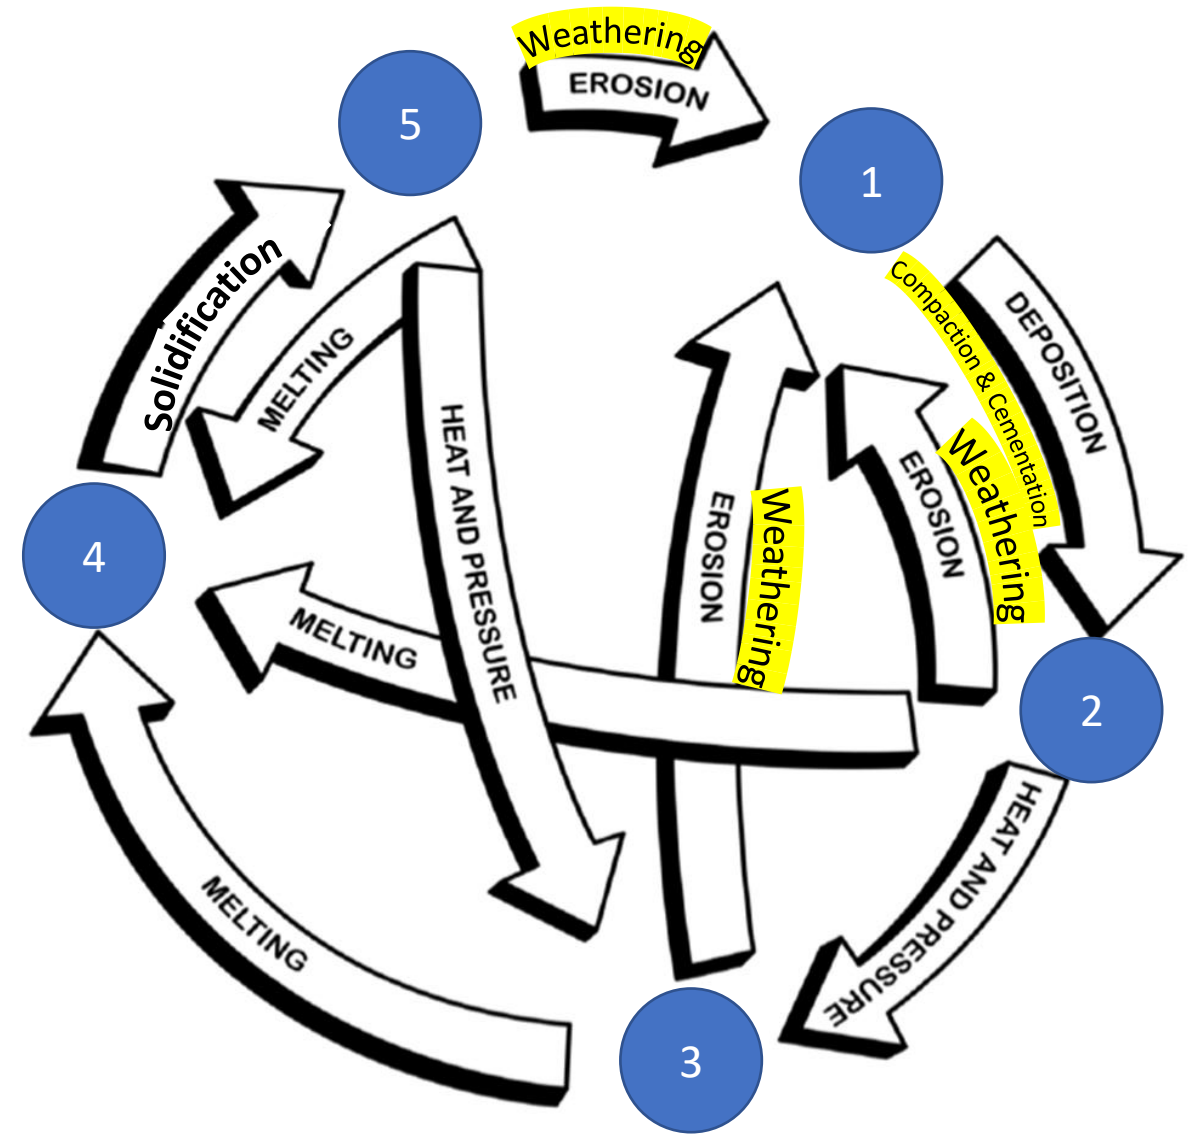 Weathering
EROSION
5
1
Solidification
MELTING
HEAT AND PRESSURE
Compaction & Cementation
DEPOSITION
EROSION
Weathering
EROSION
Weathering
4
MELTING
2
HEAT AND PRESSURE
MELTING
3